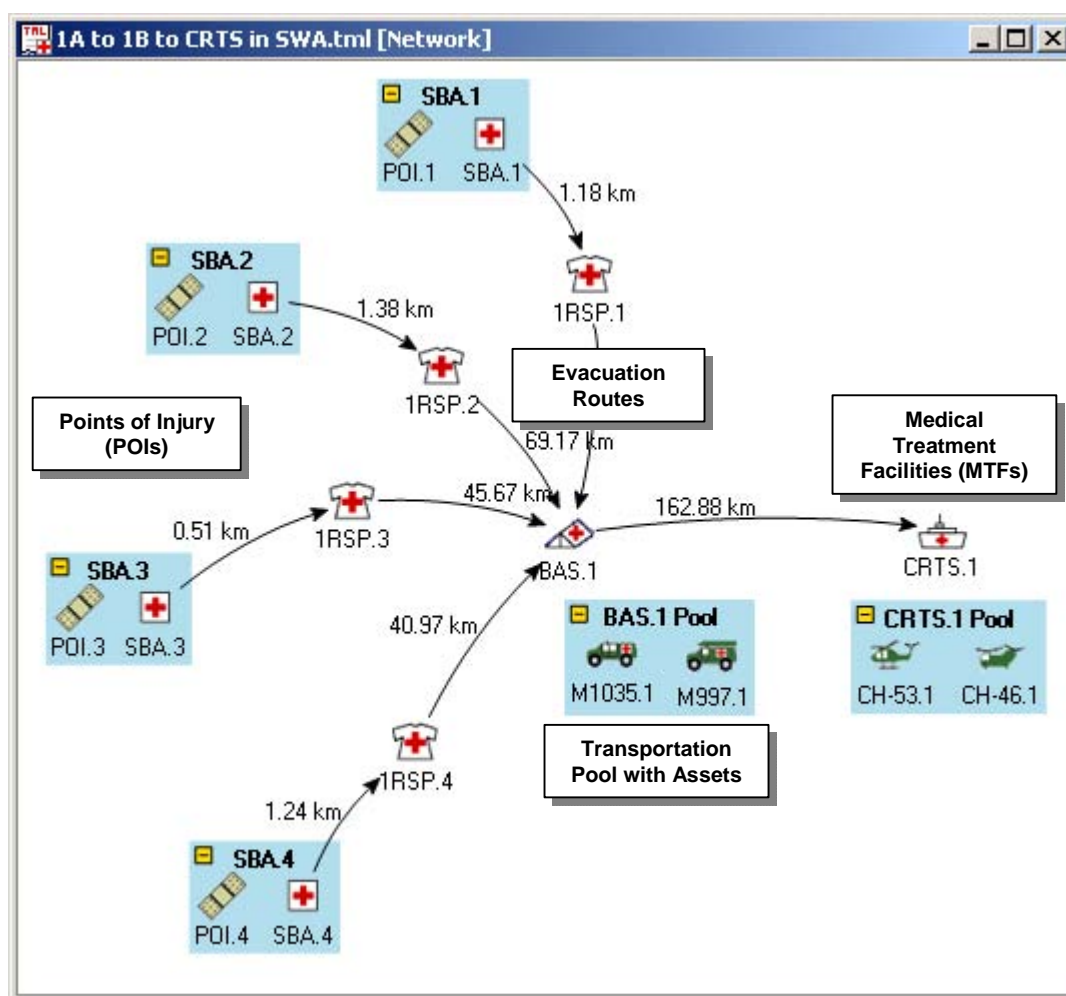 1A to 1B to CRTS in SWA.tml [Network]
SBA.1
POI.1 SBA.1
1.18 km
SBA.2
POI.2 SBA.2
1.38 km
1RSP.1
1RSP.2
Evacuation
Routes
Points of Injury
(POIs)
Medical
Treatment
Facilities (MTFs)
69.17 km
45.67 km
162.88 km
0.51 km
1RSP.3
BAS.1
CRTS.1
SBA.3
POI.3 SBA.3
40.97 km
BAS.1 Pool
M1035.1 M997.1
CRTS.1 Pool
CH-53.1 CH-46.1
Transportation
Pool with Assets
1RSP.4
1.24 km
SBA.4
POI.4 SBA.4